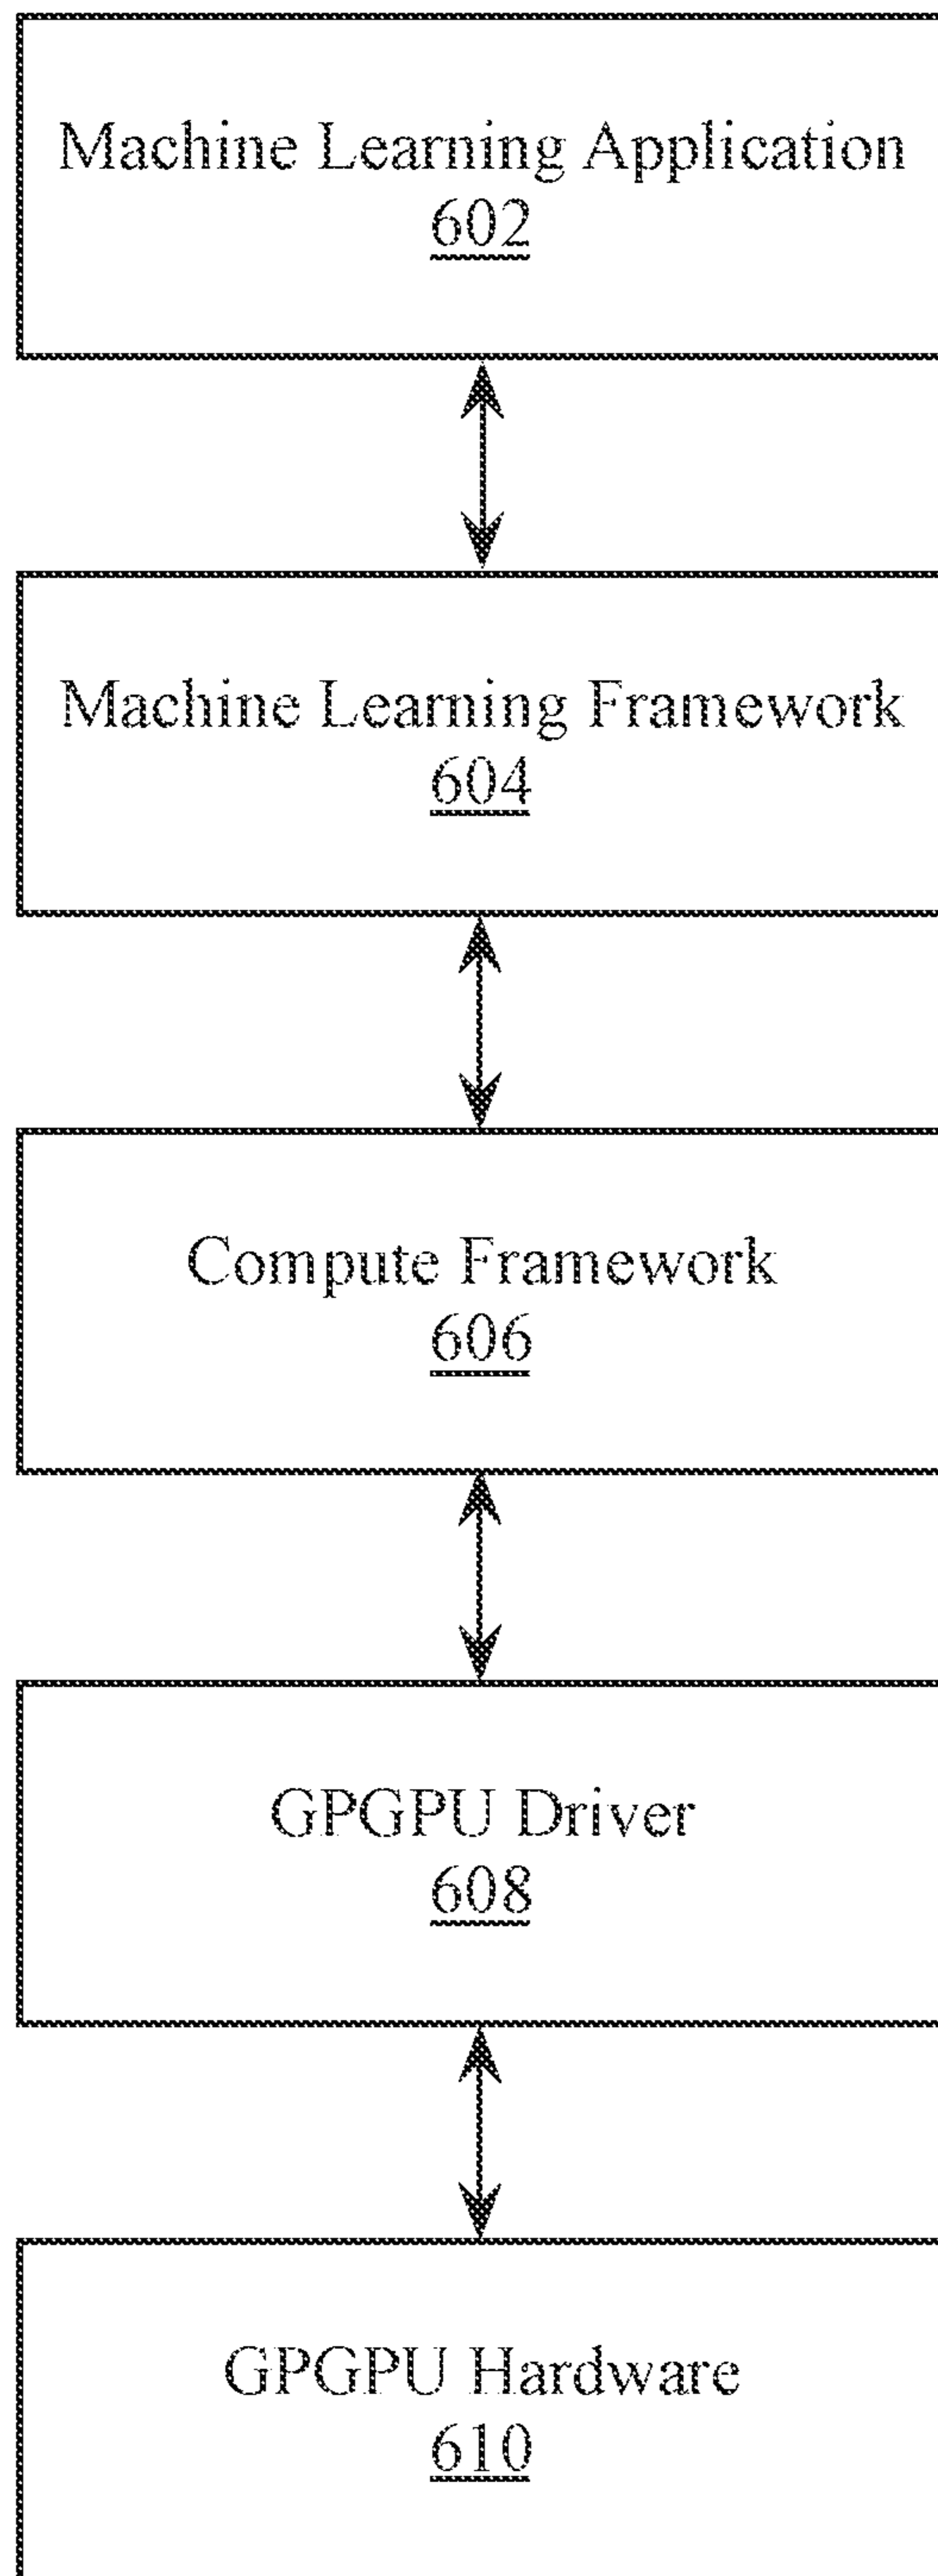 Machine Learning Application
602
Machine Learning Framework
604
Compute Framework
606
GPGPU Driver
608
GPGPU Hardware
610